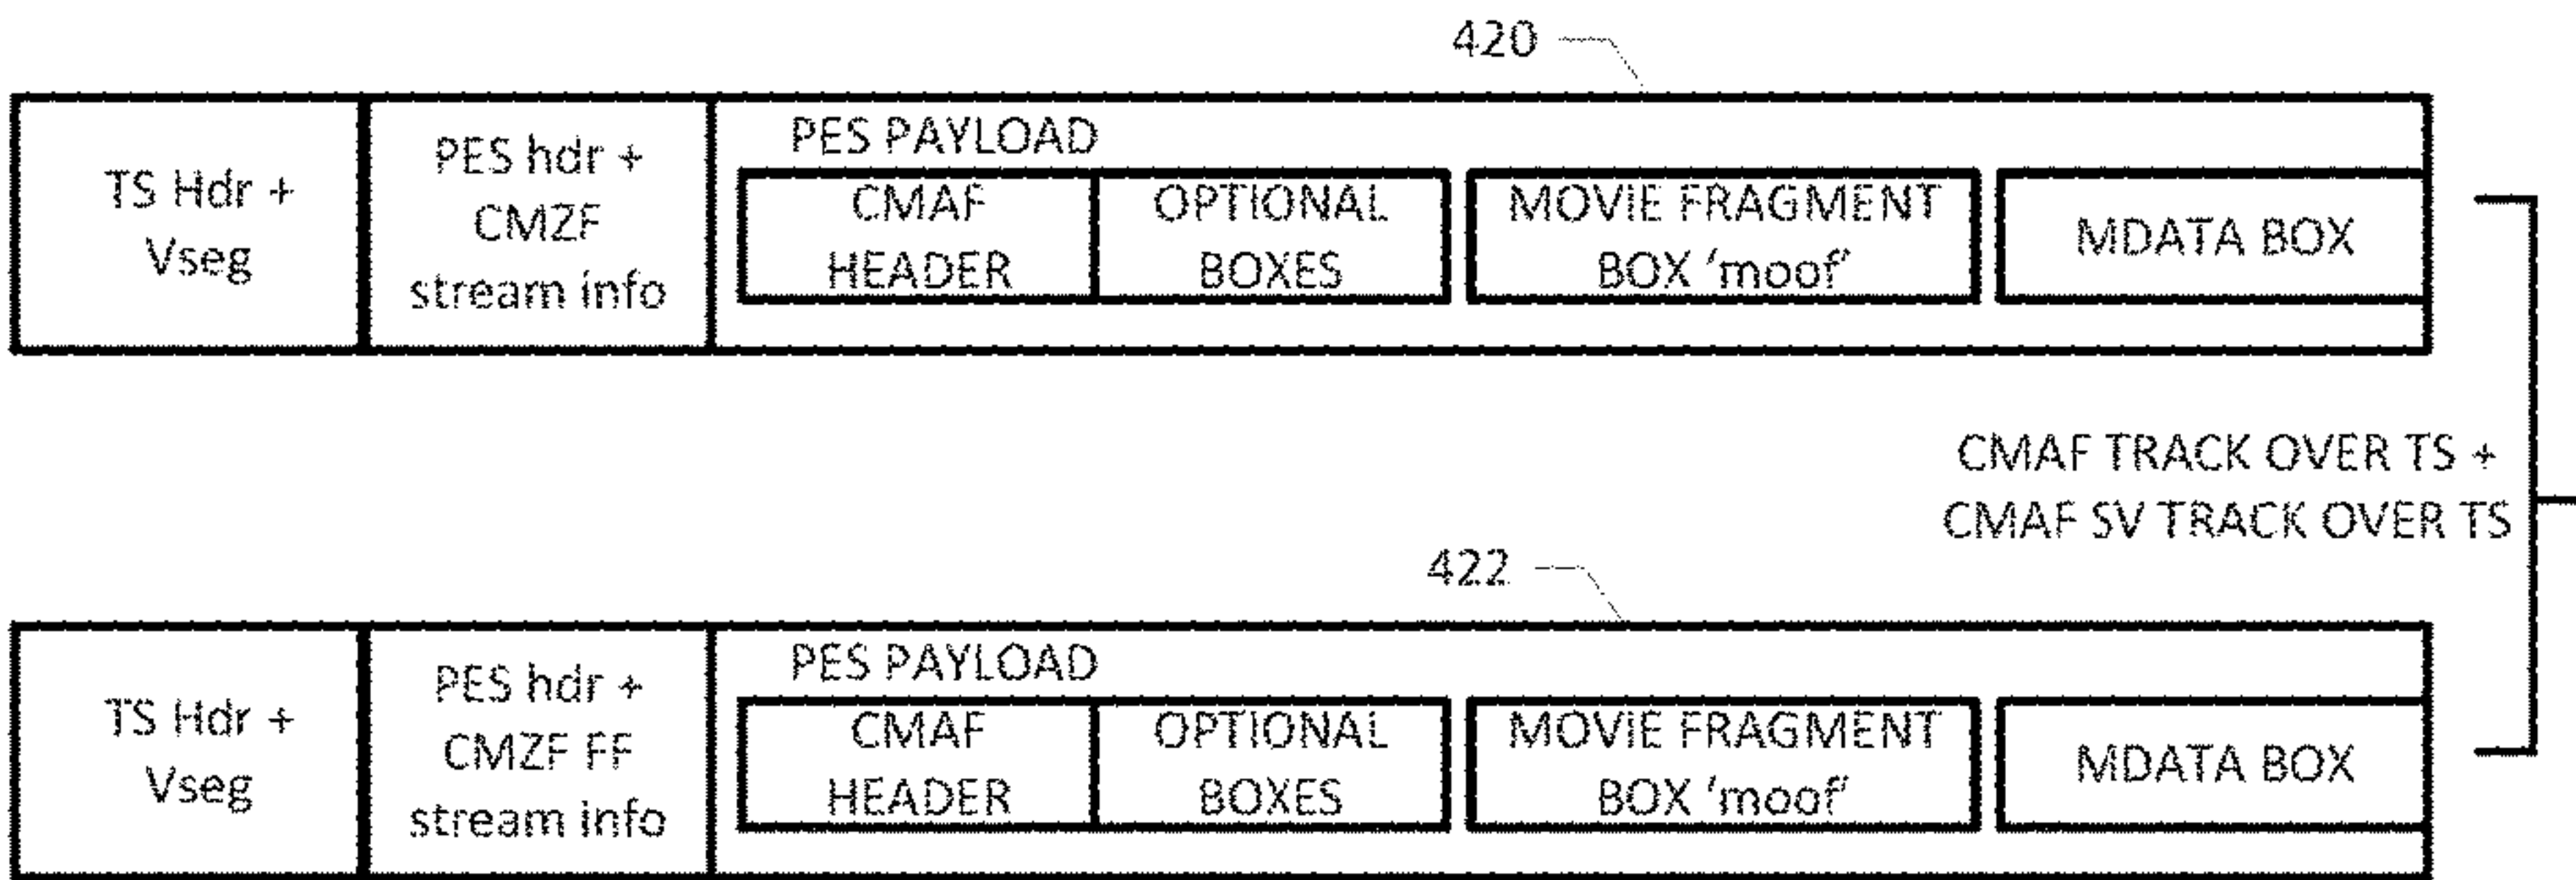 420
TS Hdr +
Vseg
PES hdr +
CMZF
stream info
PES PAYLOAD
CMAF
HEADER
OPTIONAL
BOXES
MOVIE FRAGMENT
BOX 'moof'
MDATA BOX
CMAF TRACK OVER TS +
CMAF SV TRACK OVER TS
422
TS Hdr +
Vseg
PES hdr +
CMZF FF
stream info
PES PAYLOAD
CMAF
HEADER
OPTIONAL
BOXES
MOVIE FRAGMENT
BOX 'moof'
MDATA BOX